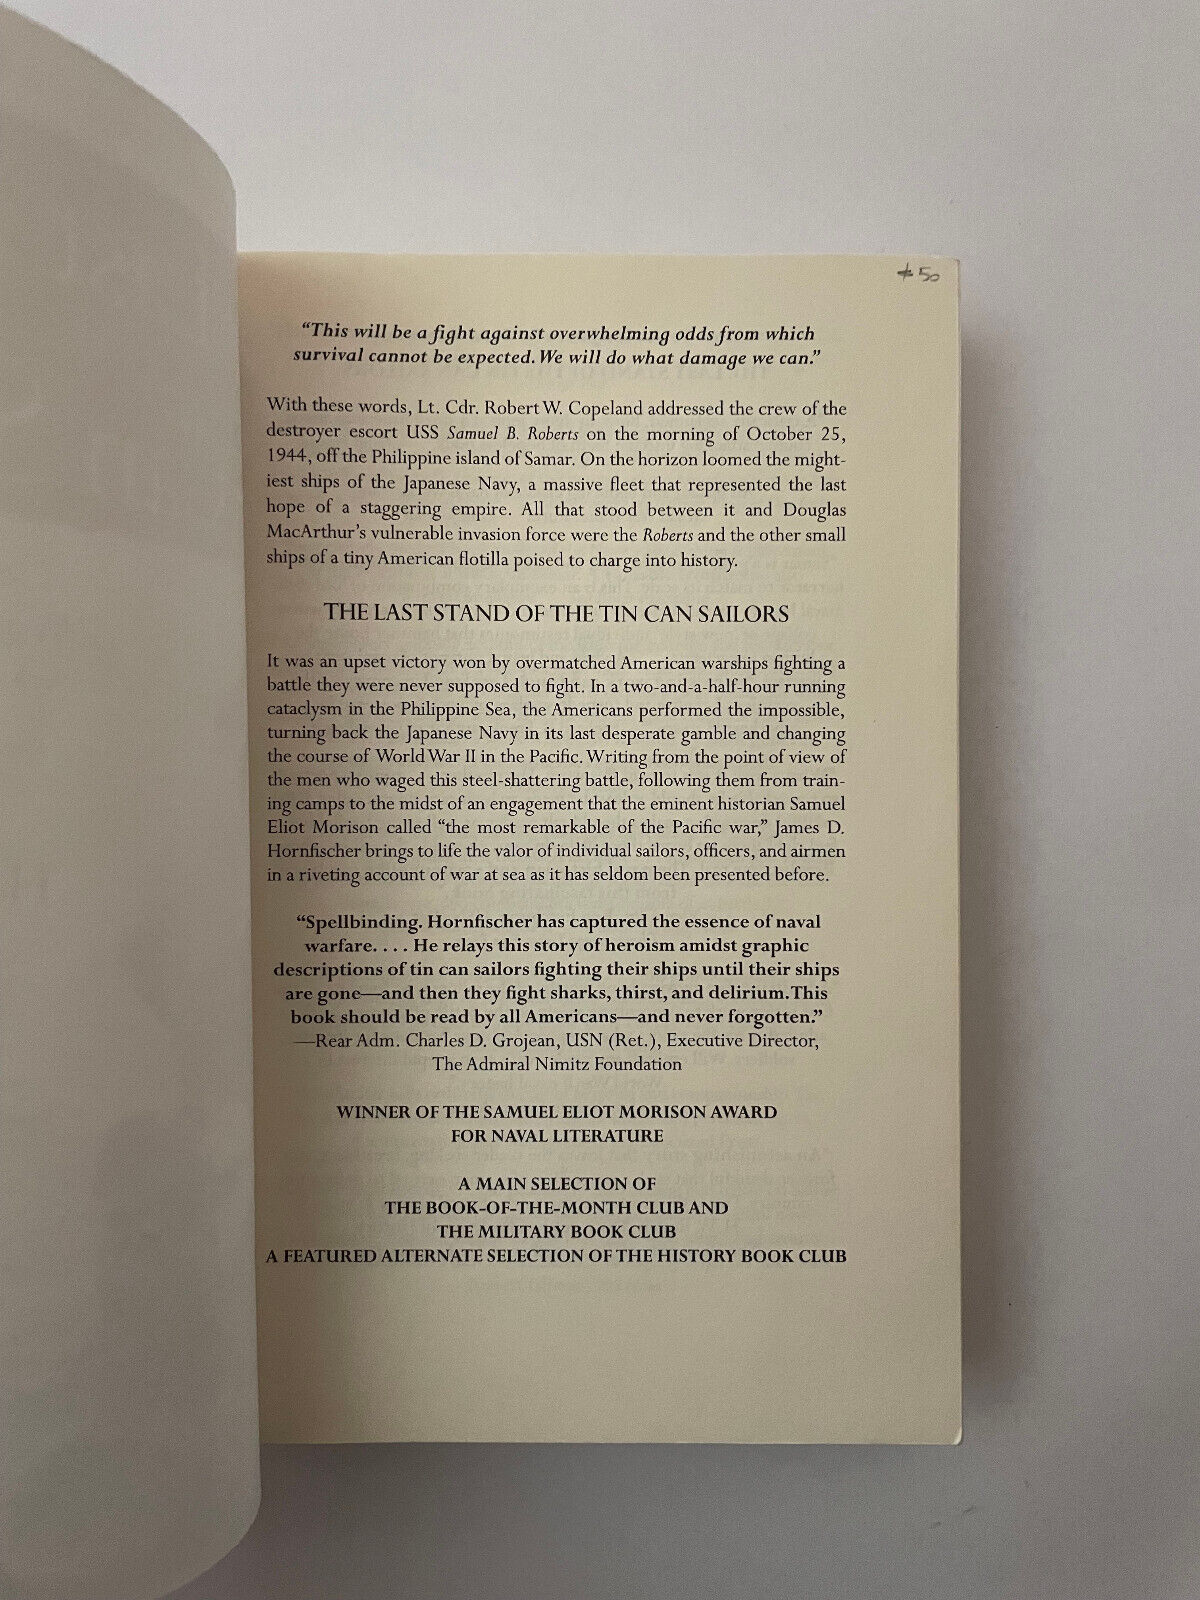 50
“This will be a fight against overwhelming odds from which
survival cannot be expected. We will do what damage we can.”
With these words, Lt. Cdr. Robert W. Copeland addressed the crew of the
destroyer escort USS Samuel B. Roberts on the morning of October 25,
1944, off the Philippine island of Samar. On the horizon loomed the might-
iest ships of the Japanese Navy, a massive fleet that represented the last
hope of a staggering empire. All that stood between it and Douglas
MacArthur’s vulnerable invasion force were the Roberts and the other small
ships of a tiny American flotilla poised to charge into history.
THE LAST STAND OF THE TIN CAN SAILORS
It was an upset victory won by overmatched American warships fighting a
battle they were never supposed to fight. In a two-and-a-half-hour running
cataclysm in the Philippine Sea, the Americans performed the impossible,
turning back the Japanese Navy in its last desperate gamble and changing
the course of World War II in the Pacific. Writing from the point of view of
the men who waged this steel-shattering battle, following them from train-
ing camps to the midst of an engagement that the eminent historian Samuel
Eliot Morison called “the most remarkable of the Pacific war,” James D.
Hornfischer brings to life the valor of individual sailors, officers, and airmen
in a riveting account of war at sea as it has seldom been presented before.
“Spellbinding. Hornfischer has captured the essence of naval
warfare. . . . He relays this story of heroism amidst graphic
descriptions of tin can sailors fighting their ships until their ships
are gone—and then they fight sharks, thirst, and delirium. This
book should be read by all Americans—and never forgotten.”
—Rear Adm. Charles D. Grojean, USN (Ret.), Executive Director,
The Admiral Nimitz Foundation
WINNER OF THE SAMUEL ELIOT MORISON AWARD
FOR NAVAL LITERATURE
A MAIN SELECTION OF
THE BOOK-OF-THE-MONTH CLUB AND
THE MILITARY BOOK CLUB
A FEATURED ALTERNATE SELECTION OF THE HISTORY BOOK CLUB